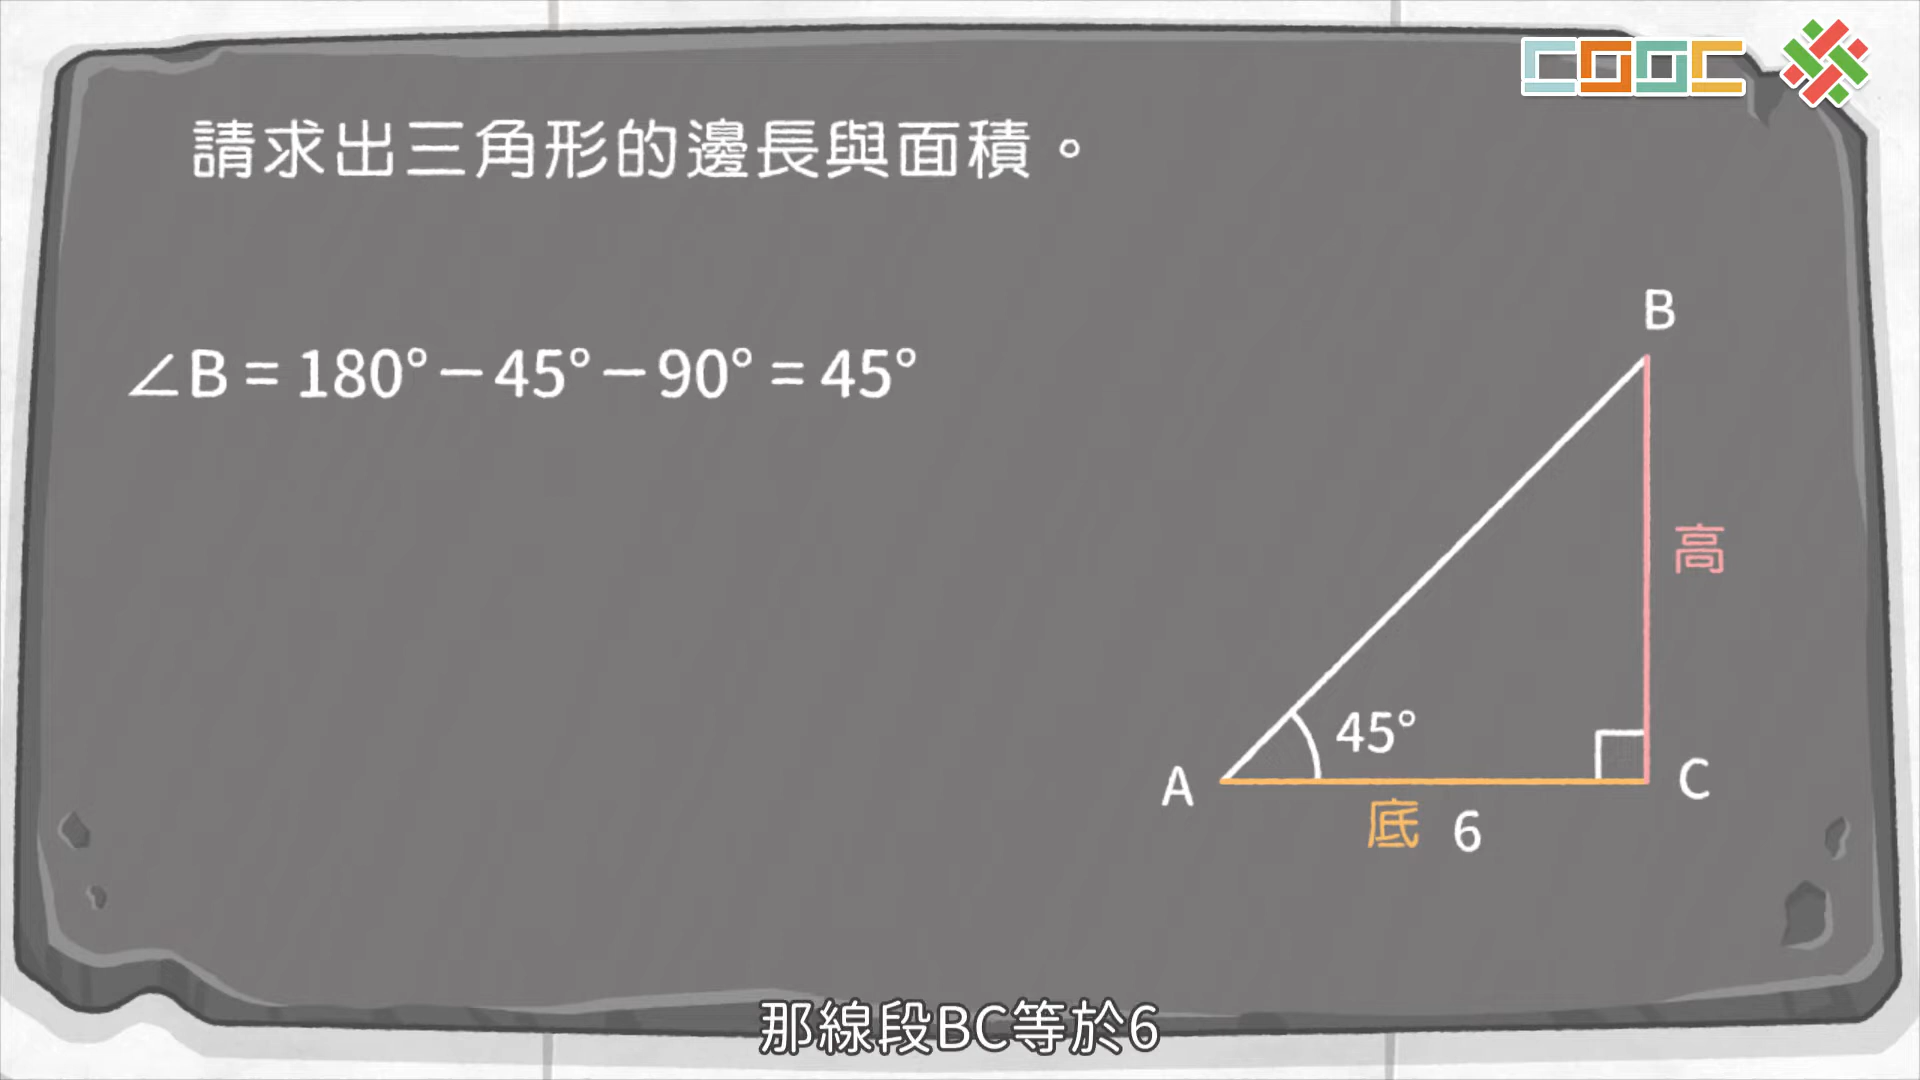 COOC
請求出三角形的邊長與面積。
∠B = 180° − 45° − 90° = 45°
B
高
45°
A
C
底 6
那線段BC等於6